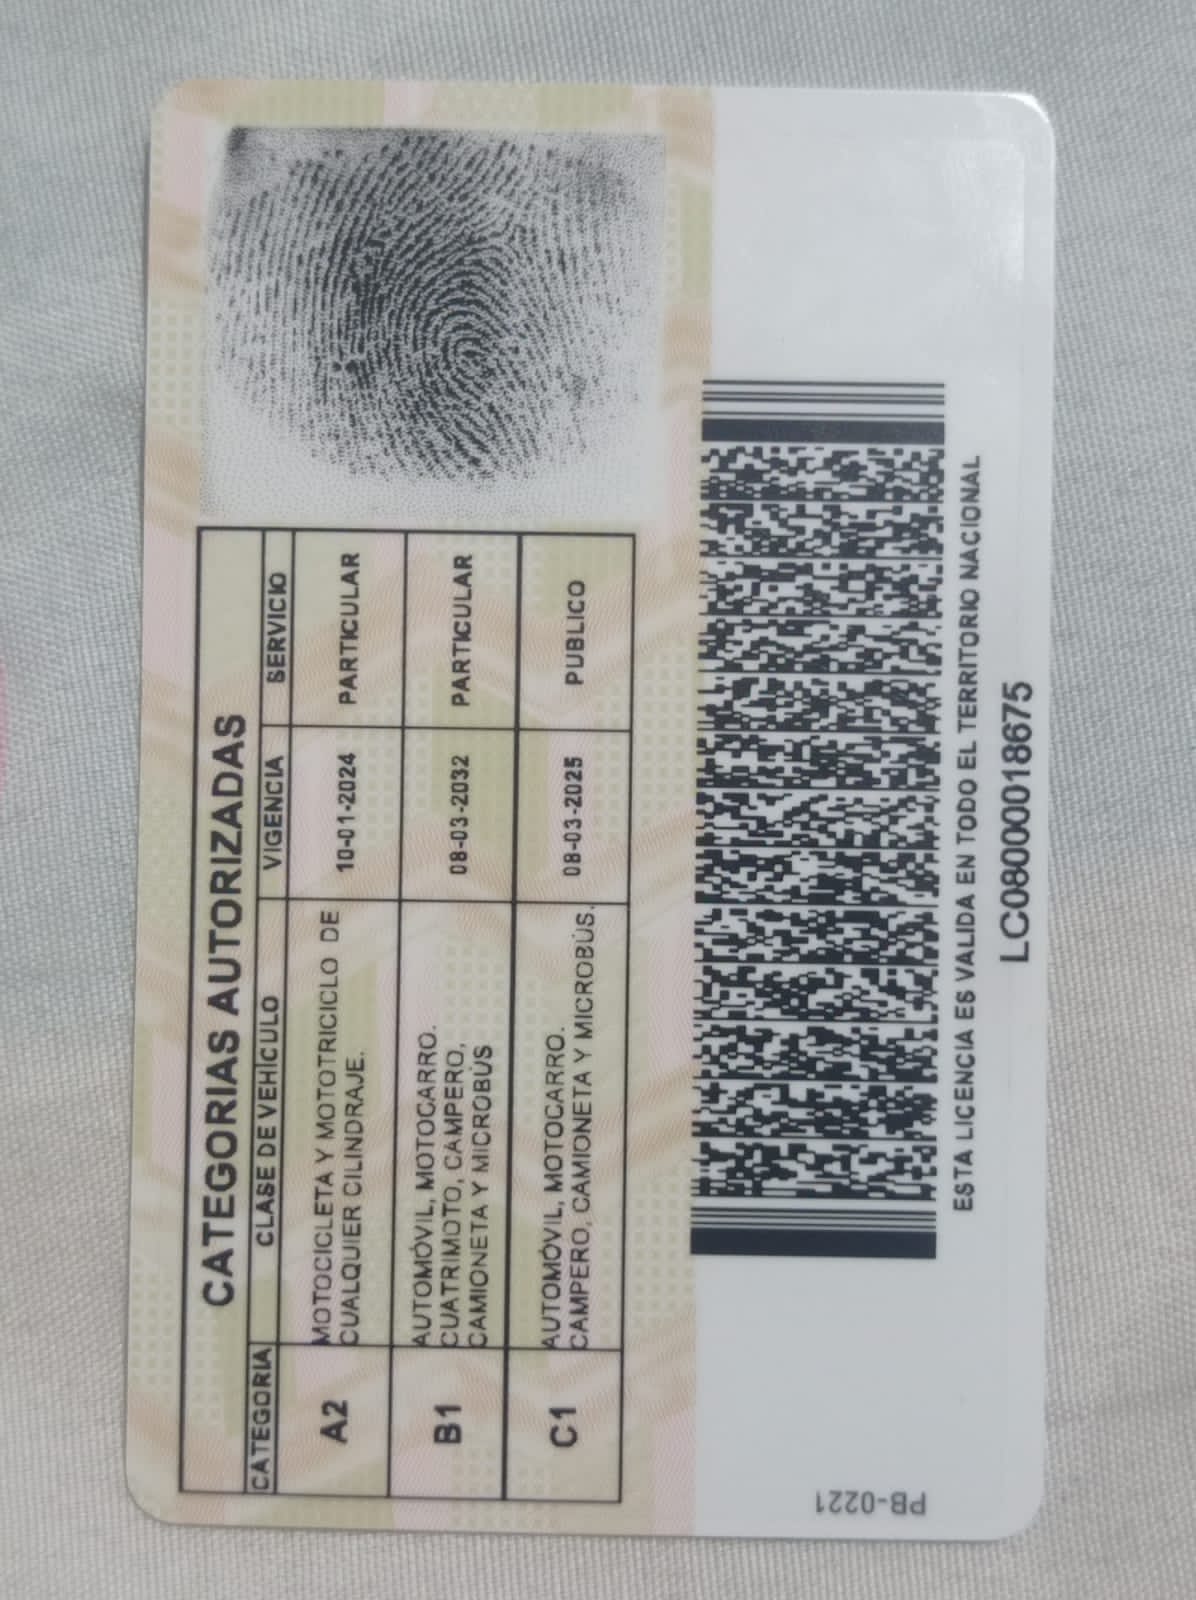 CATEGORIAS AUTORIZADAS
CATEGORIA CLASE DE VEHÍCULO VIGENCIA SERVICIO
A2 MOTOCICLETA Y MOTOTRICICLO DE 10-01-2024 PARTICULAR
CUALQUIER CILINDRAJE.
B1 AUTOMÓVIL, MOTOCARRO. 08-03-2032 PARTICULAR
CUATRIMOTO, CAMPERO,
CAMIONETA Y MICROBÚS
C1 AUTOMÓVIL, MOTOCARRO. 08-03-2025 PUBLICO
CAMPERO, CAMIONETA Y MICROBÚS.
ESTA LICENCIA ES VALIDA EN TODO EL TERRITORIO NACIONAL
LC08000018675
PB-0221